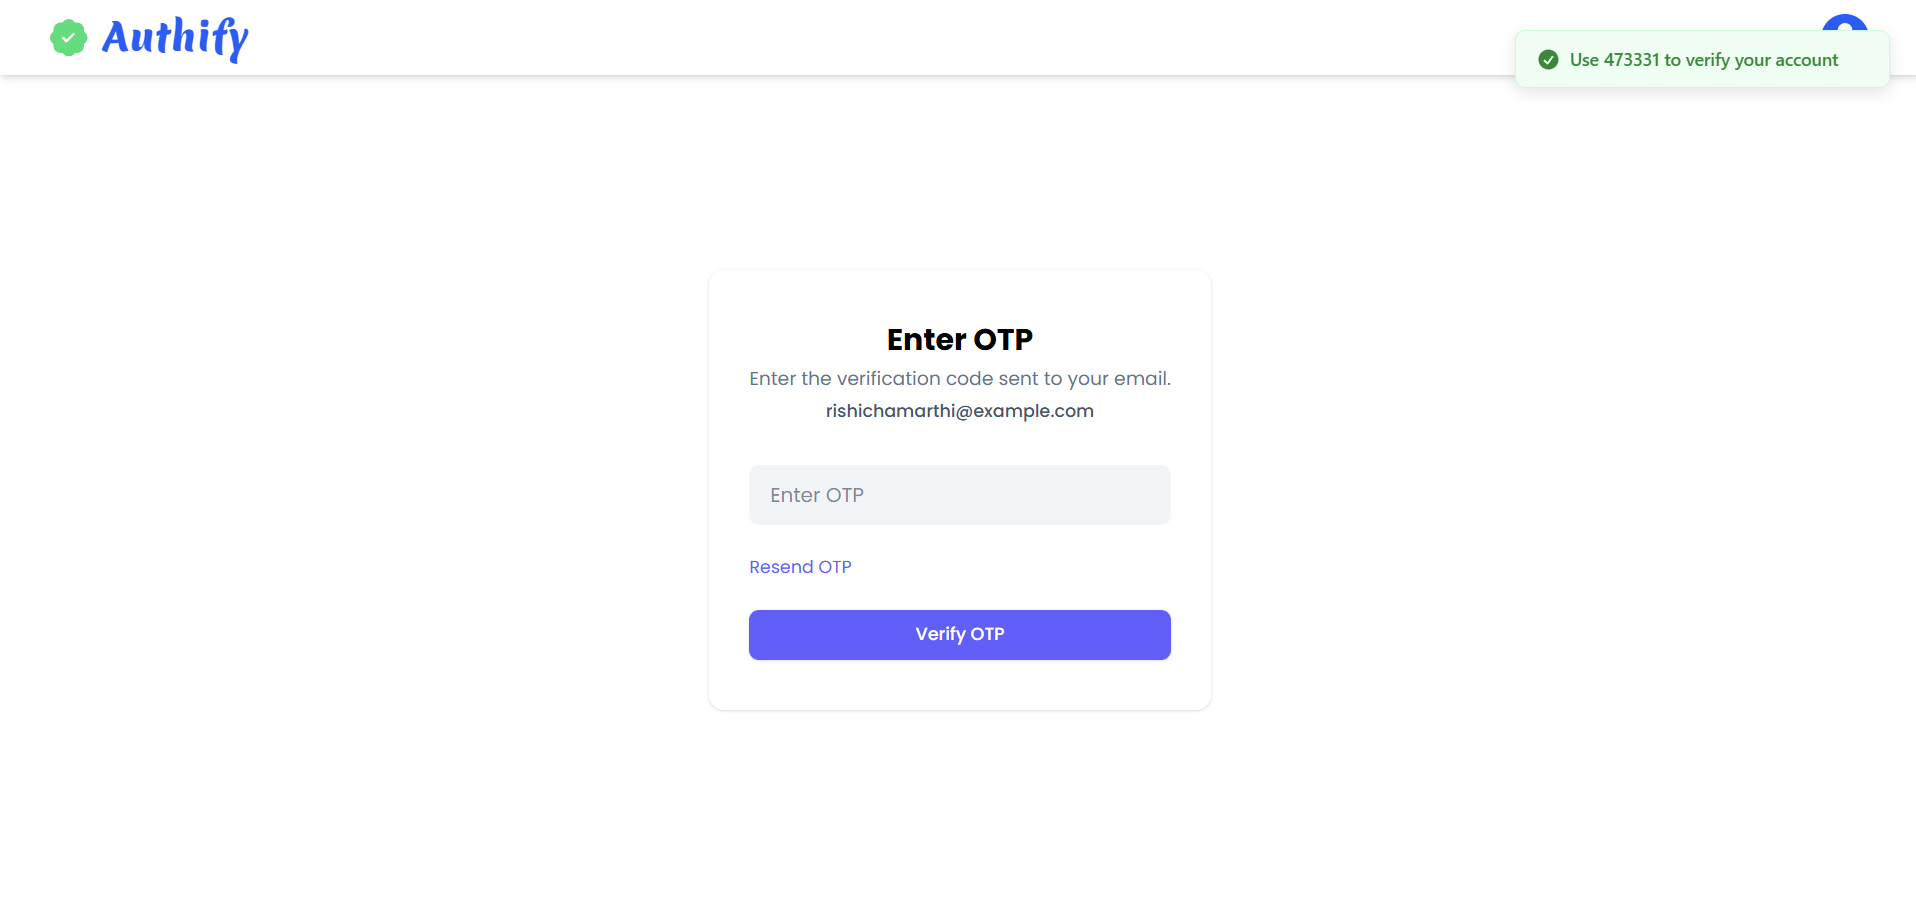 Authify
Use 473331 to verify your account
Enter OTP
Enter the verification code sent to your email.
rishichamarthi@example.com
Enter OTP
Resend OTP
Verify OTP